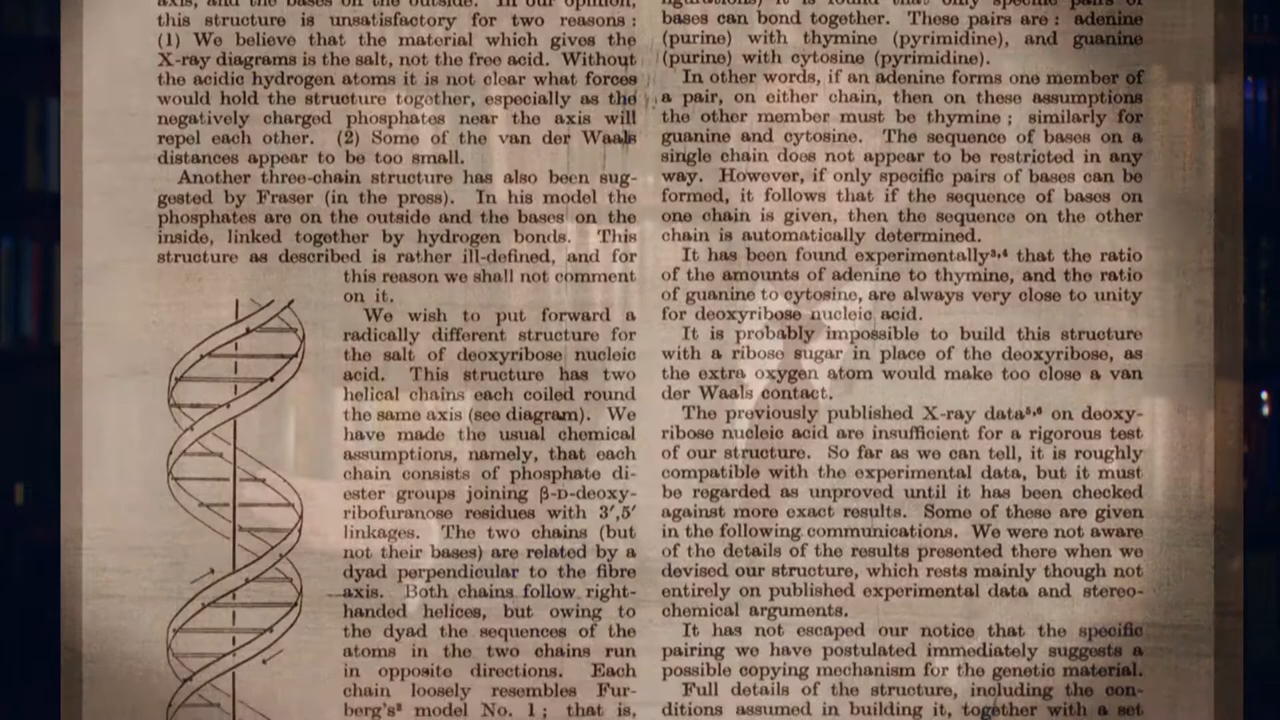 axis, and the bases on the outside. In our opinion,
this structure is unsatisfactory for two reasons :
(1) We believe that the material which gives the
X-ray diagrams is the salt, not the free acid. Without
the acidic hydrogen atoms it is not clear what forces
would hold the structure together, especially as the
negatively charged phosphates near the axis will
repel each other. (2) Some of the van der Waals
distances appear to be too small.
Another three-chain structure has also been sug-
gested by Fraser (in the press). In his model the
phosphates are on the outside and the bases on the
inside, linked together by hydrogen bonds. This
structure as described is rather ill-defined, and for
this reason we shall not comment
on it.
We wish to put forward a
radically different structure for
the salt of deoxyribose nucleic
acid. This structure has two
helical chains each coiled round
the same axis (see diagram). We
have made the usual chemical
assumptions, namely, that each
chain consists of phosphate di-
ester groups joining β-D-deoxy-
ribofuranose residues with 3′,5′
linkages. The two chains (but
not their bases) are related by a
dyad perpendicular to the fibre
axis. Both chains follow right-
handed helices, but owing to
the dyad the sequences of the
atoms in the two chains run
in opposite directions. Each
chain loosely resembles Fur-
berg's² model No. 1 ; that is,
figurations) it is found that only specific pairs of
bases can bond together. These pairs are : adenine
(purine) with thymine (pyrimidine), and guanine
(purine) with cytosine (pyrimidine).
In other words, if an adenine forms one member of
a pair, on either chain, then on these assumptions
the other member must be thymine ; similarly for
guanine and cytosine. The sequence of bases on a
single chain does not appear to be restricted in any
way. However, if only specific pairs of bases can be
formed, it follows that if the sequence of bases on
one chain is given, then the sequence on the other
chain is automatically determined.
It has been found experimentally³,⁴ that the ratio
of the amounts of adenine to thymine, and the ratio
of guanine to cytosine, are always very close to unity
for deoxyribose nucleic acid.
It is probably impossible to build this structure
with a ribose sugar in place of the deoxyribose, as
the extra oxygen atom would make too close a van
der Waals contact.
The previously published X-ray data⁵,⁶ on deoxy-
ribose nucleic acid are insufficient for a rigorous test
of our structure. So far as we can tell, it is roughly
compatible with the experimental data, but it must
be regarded as unproved until it has been checked
against more exact results. Some of these are given
in the following communications. We were not aware
of the details of the results presented there when we
devised our structure, which rests mainly though not
entirely on published experimental data and stereo-
chemical arguments.
It has not escaped our notice that the specific
pairing we have postulated immediately suggests a
possible copying mechanism for the genetic material.
Full details of the structure, including the con-
ditions assumed in building it, together with a set